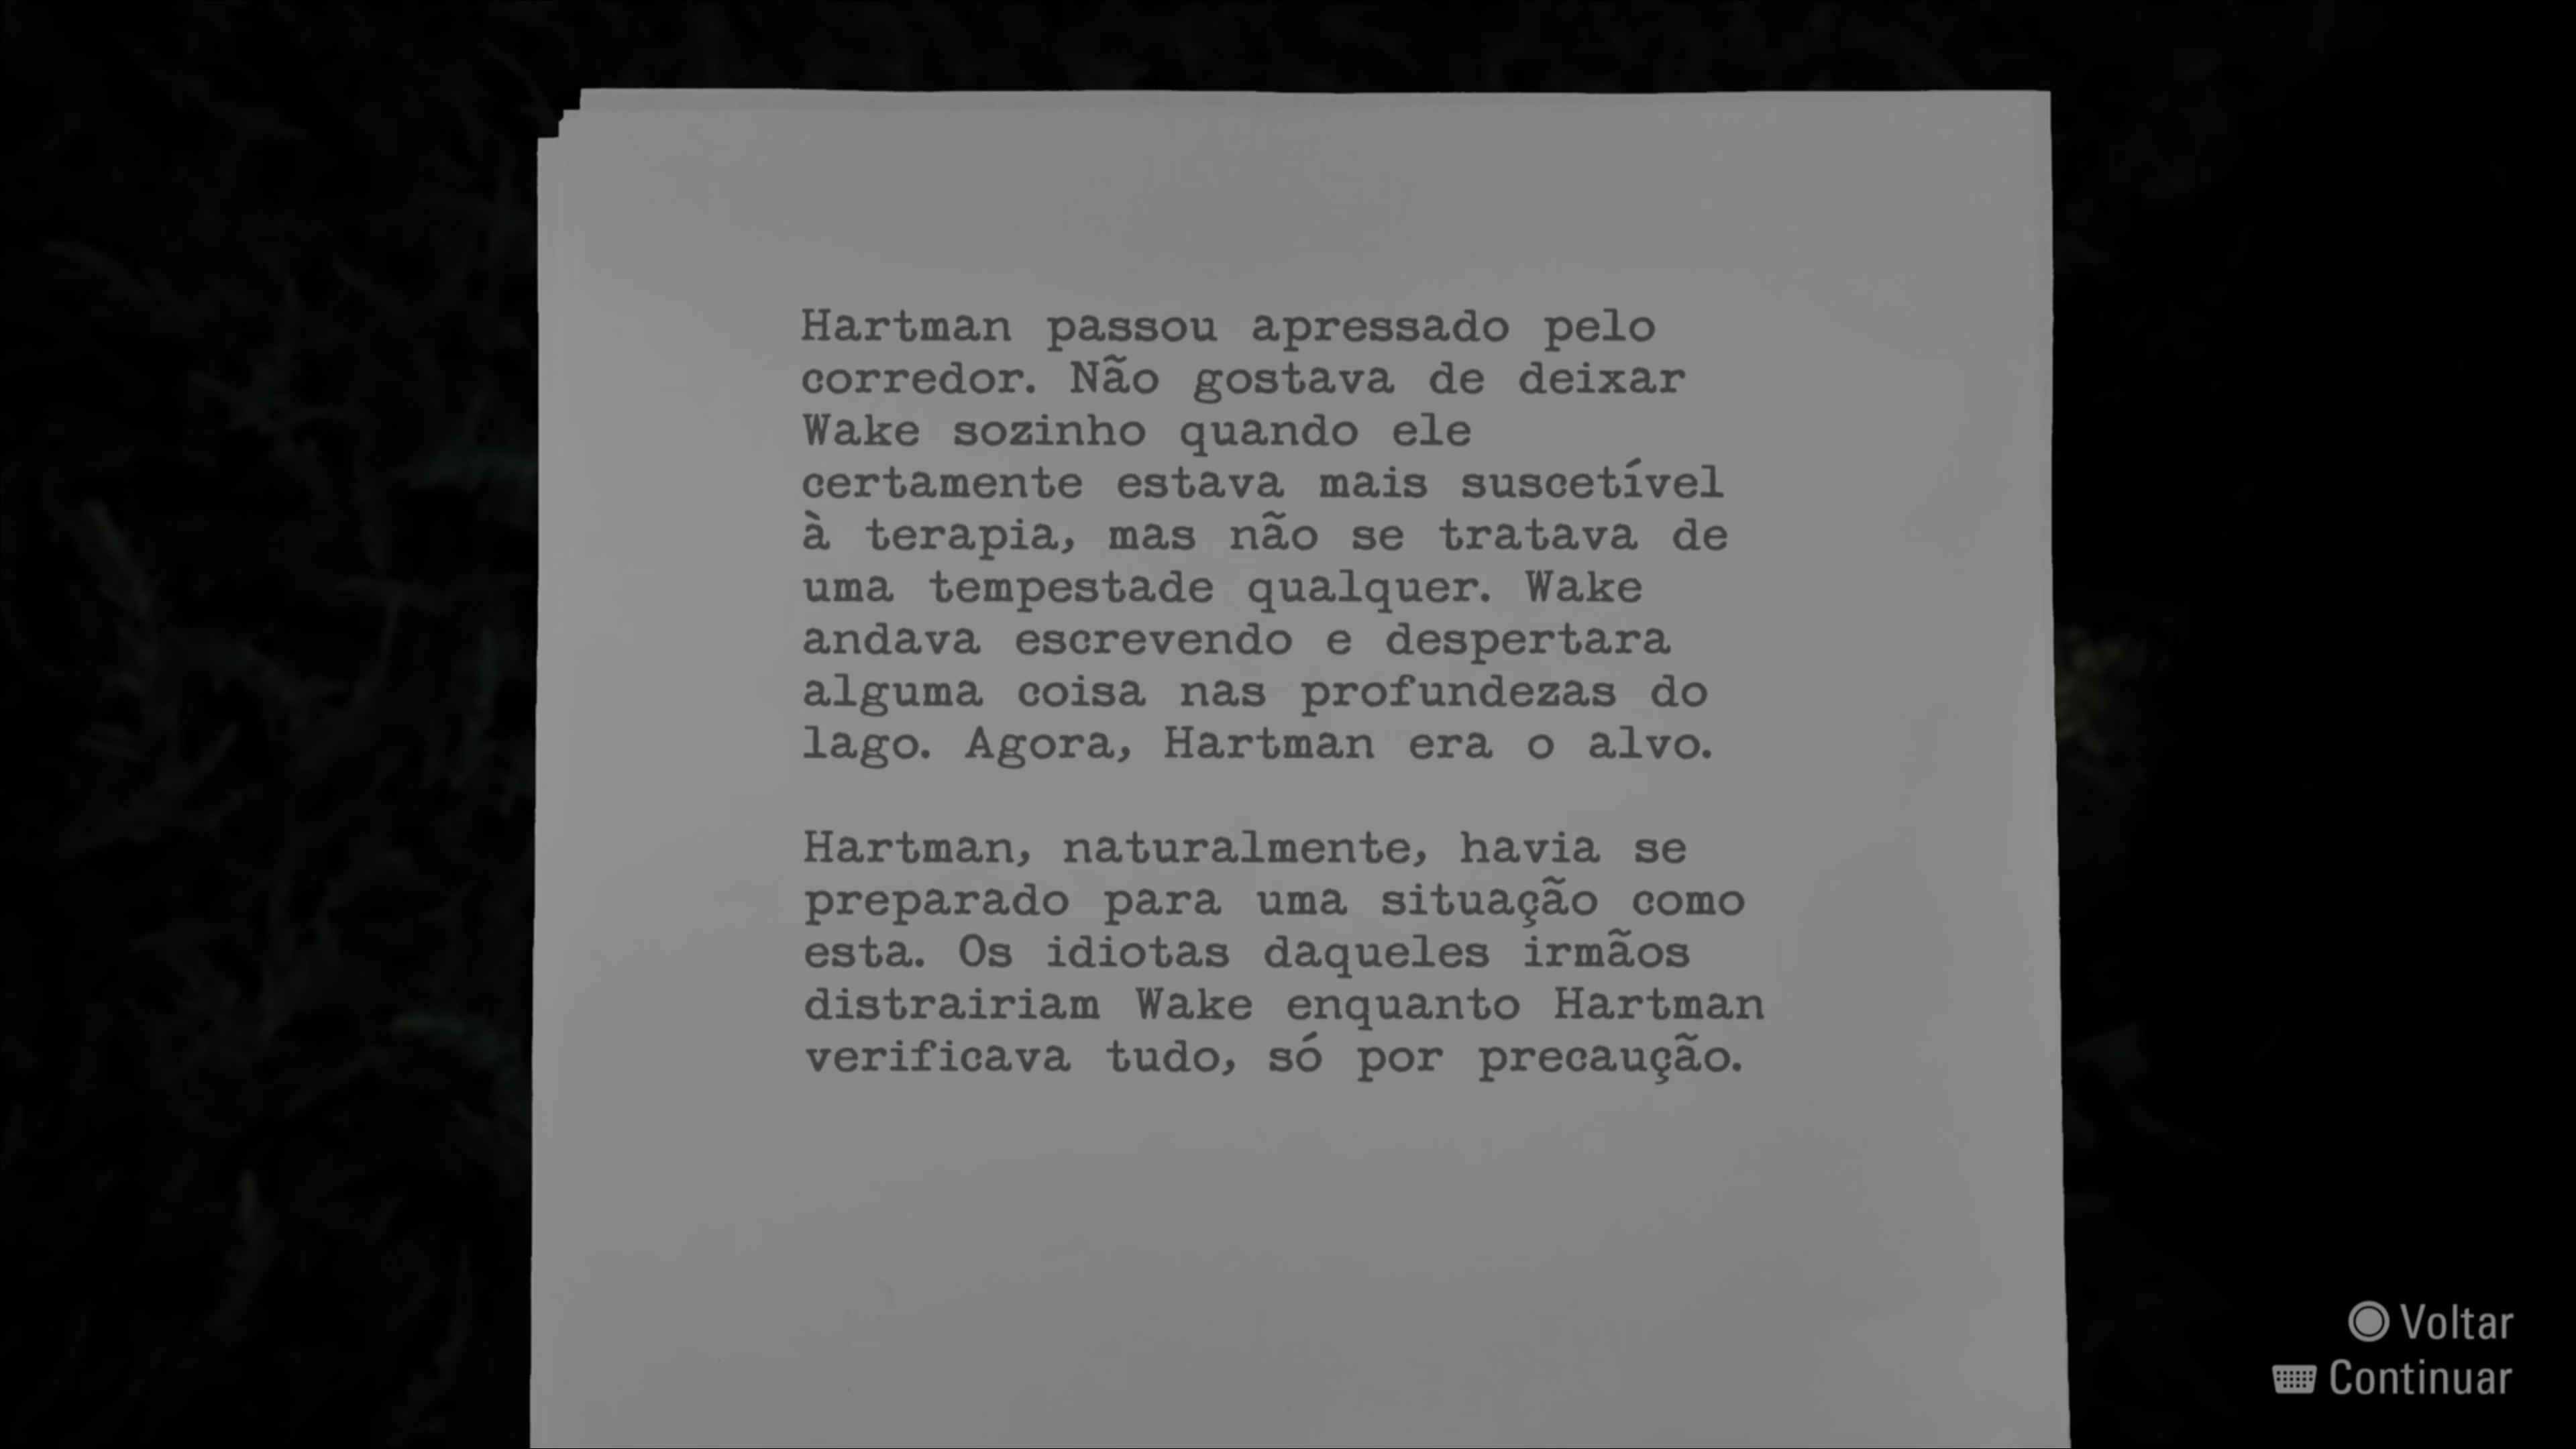 Hartman passou apressado pelo
corredor. Não gostava de deixar
Wake sozinho quando ele
certamente estava mais suscetível
à terapia, mas não se tratava de
uma tempestade qualquer. Wake
andava escrevendo e despertara
alguma coisa nas profundezas do
lago. Agora, Hartman era o alvo.
Hartman, naturalmente, havia se
preparado para uma situação como
esta. Os idiotas daqueles irmãos
distrairiam Wake enquanto Hartman
verificava tudo, só por precaução.
Voltar
Continuar